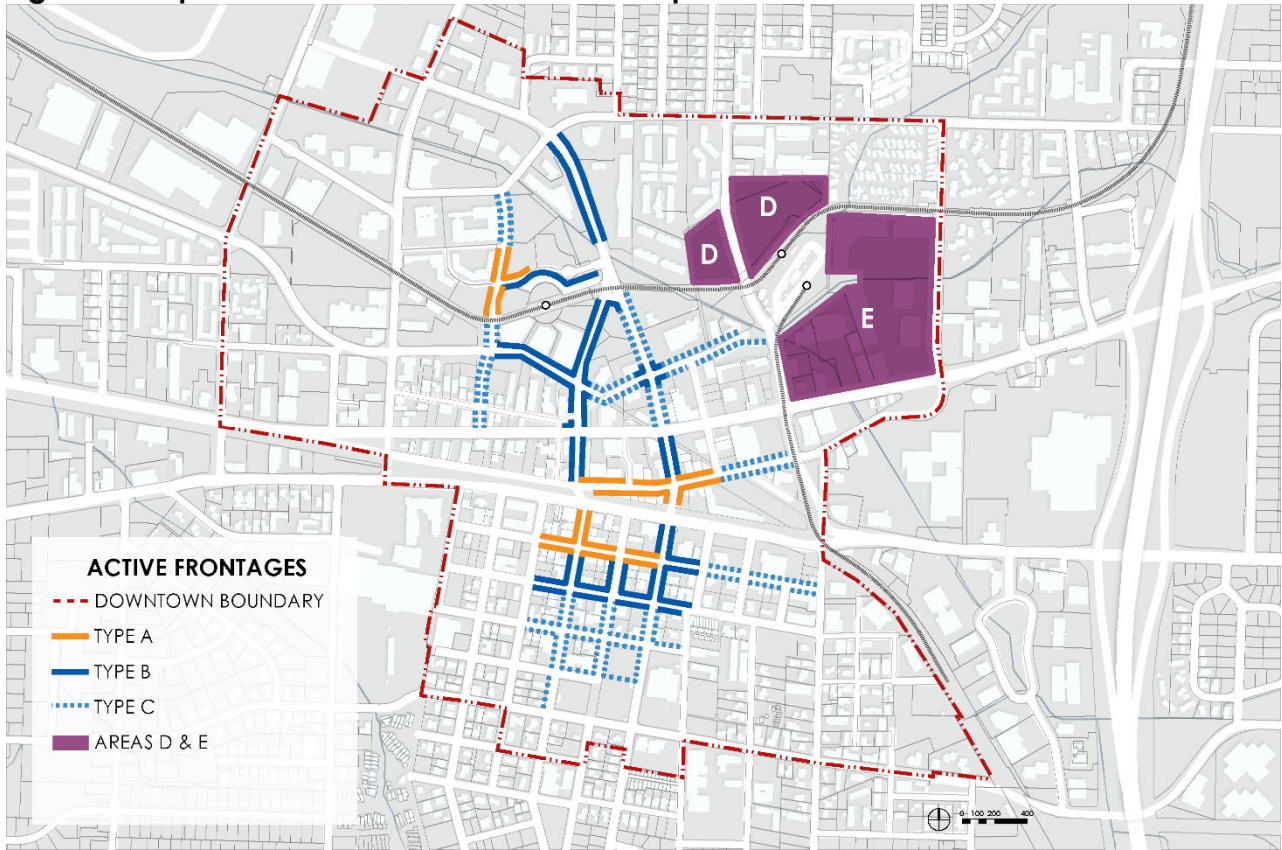 D
D
E
ACTIVE FRONTAGES
DOWNTOWN BOUNDARY
TYPE A
TYPE B
TYPE C
AREAS D & E
0 100 200 400